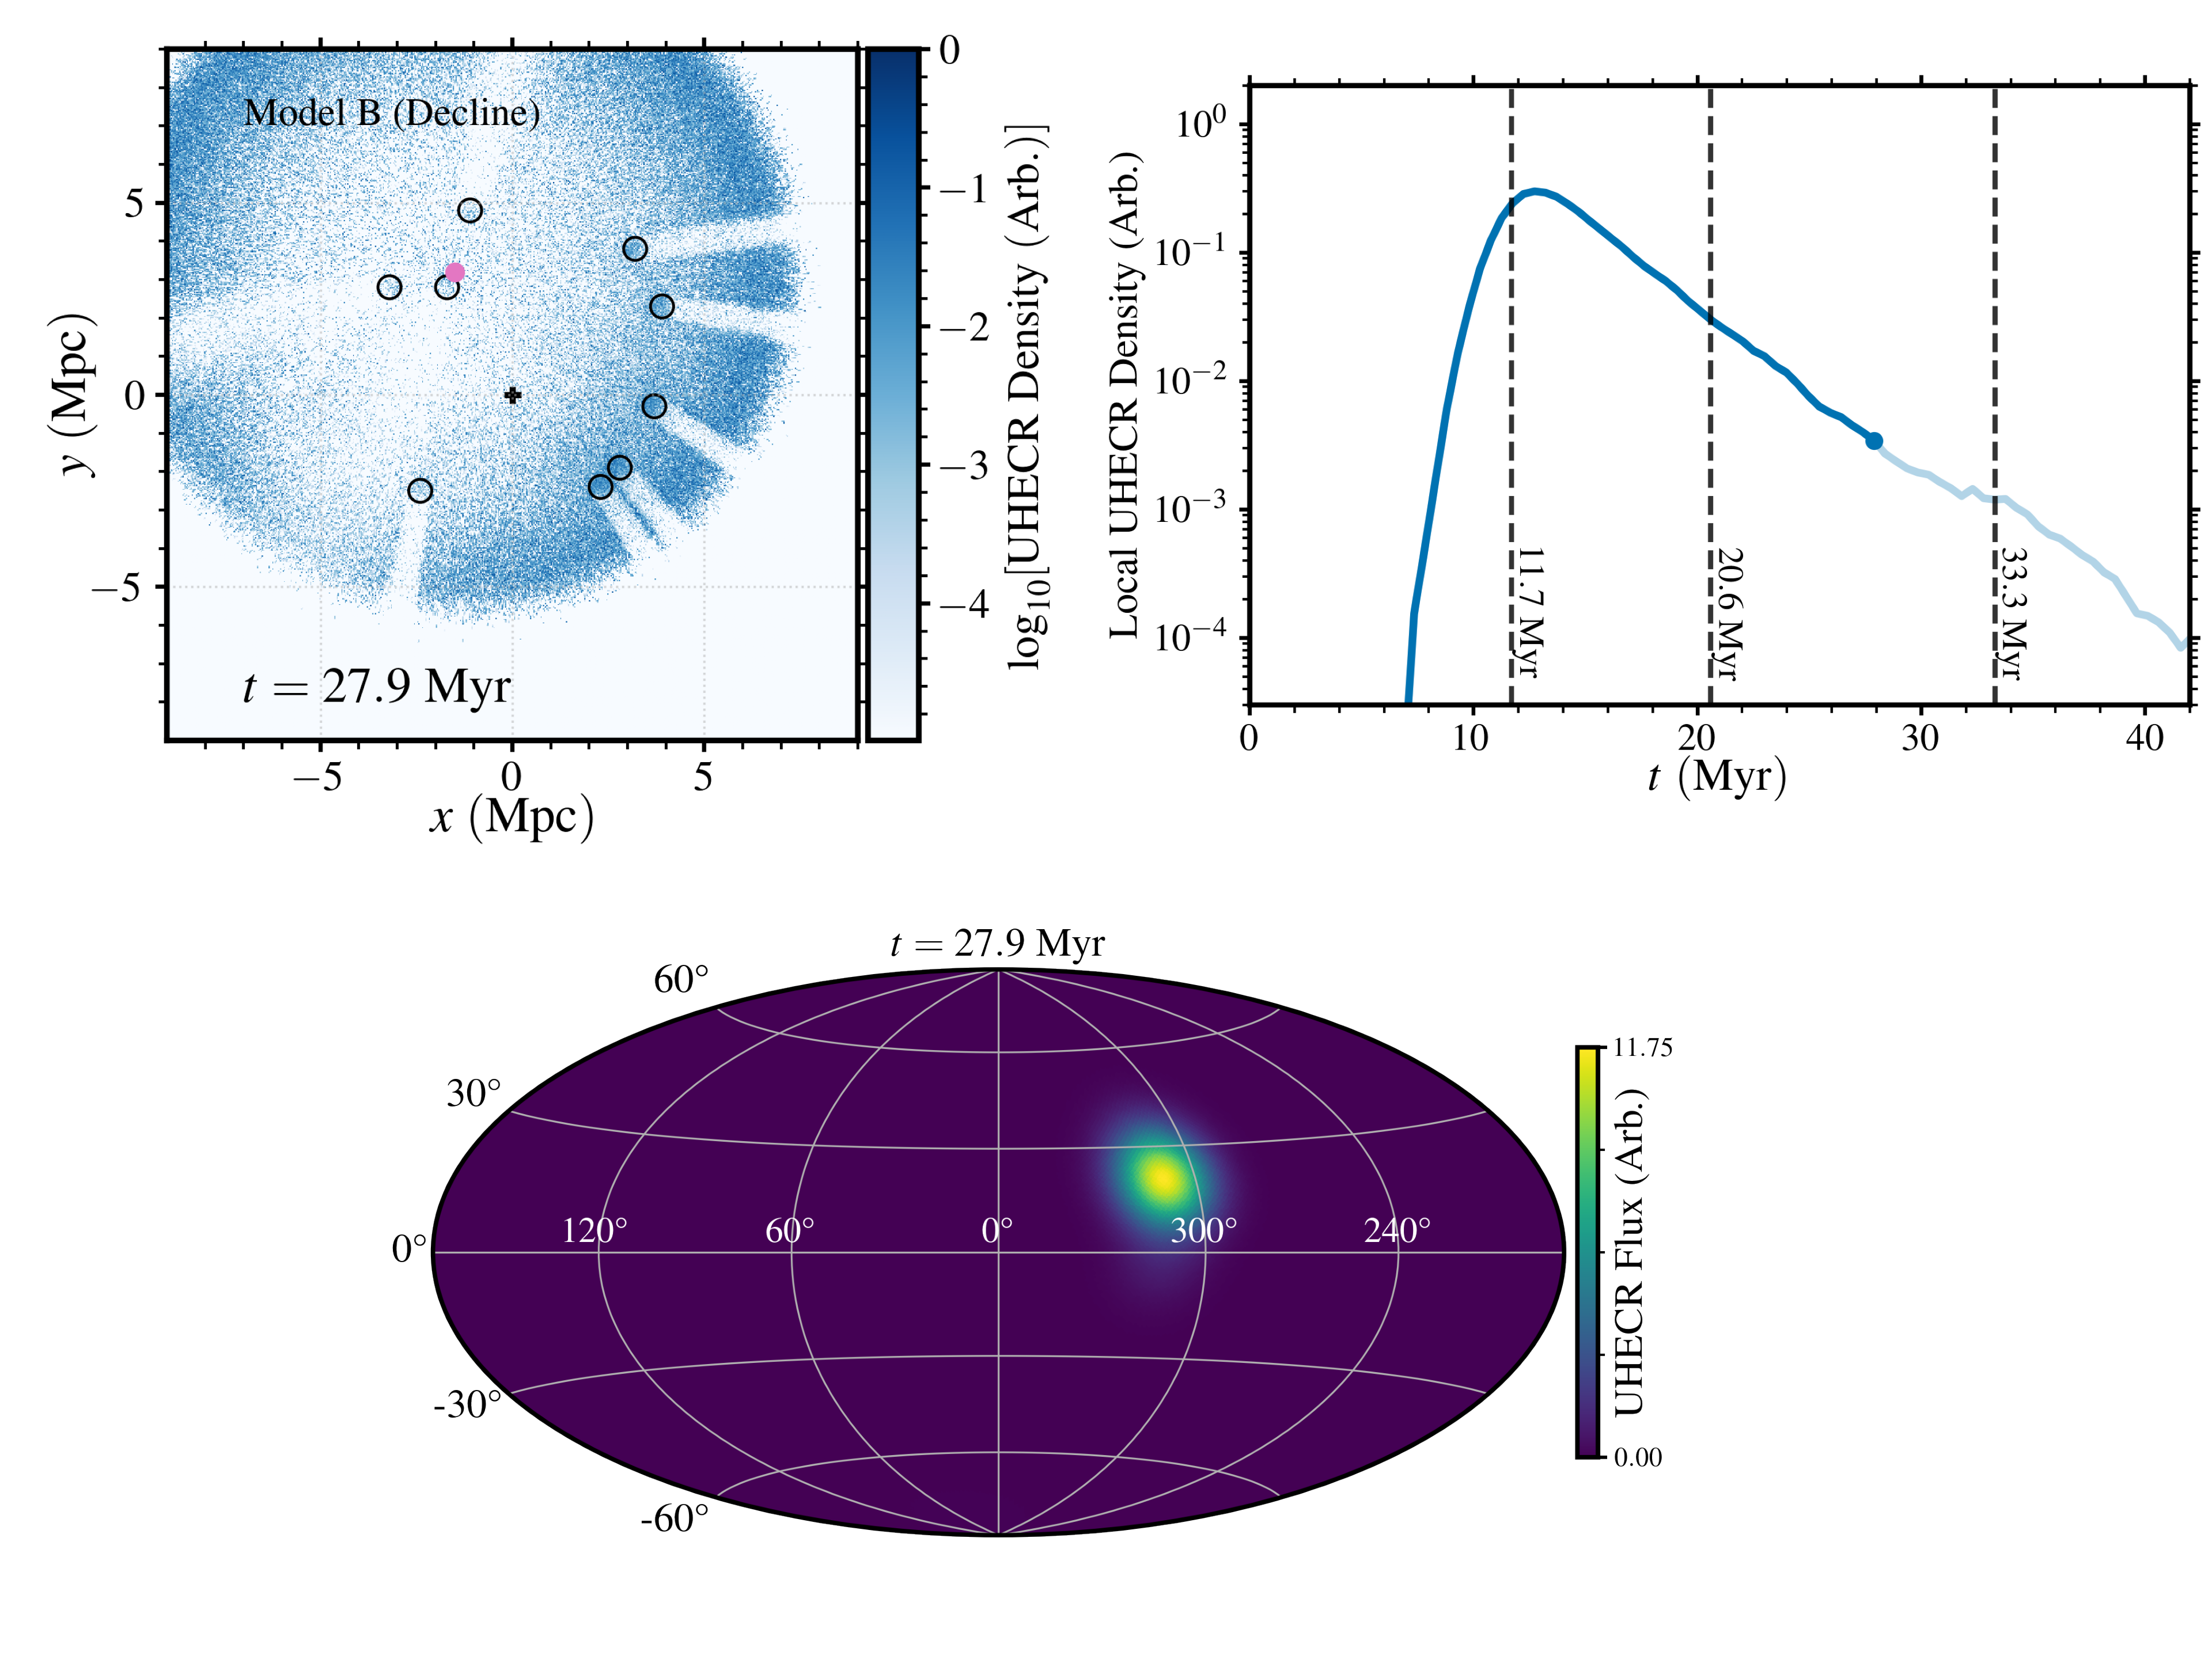 Model B (Decline)
t = 27.9 Myr
5
0
−5
y (Mpc)
−5
0
5
x (Mpc)
0
−1
−2
−3
−4
log₁₀[UHECR Density (Arb.)]
10⁰
10⁻¹
10⁻²
10⁻³
10⁻⁴
Local UHECR Density (Arb.)
11.7 Myr
20.6 Myr
33.3 Myr
0
10
20
30
40
t (Myr)
t = 27.9 Myr
60°
30°
0°
-30°
-60°
120°
60°
0°
300°
240°
11.75
0.00
UHECR Flux (Arb.)